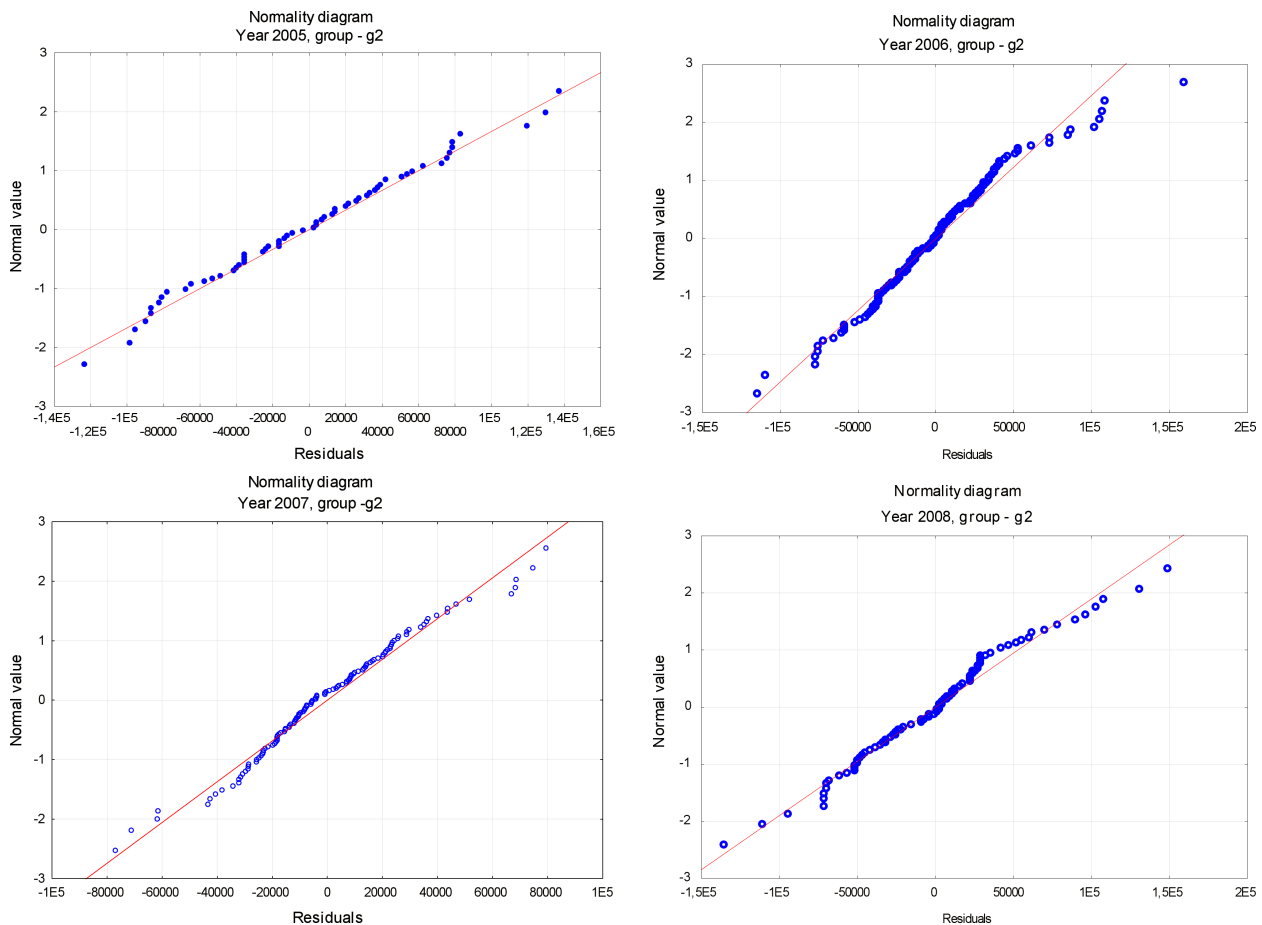 Normality diagram
Year 2005, group - g2
3
2
1
0
-1
-2
-3
Normal value
-1,4E5 -1E5 -60000 -20000 20000 60000 1E5 1,4E5
-1,2E5 -80000 -40000 0 40000 80000 1,2E5 1,6E5
Residuals
Normality diagram
Year 2006, group - g2
3
2
1
0
-1
-2
-3
Normal value
-1,5E5 -1E5 -50000 0 50000 1E5 1,5E5 2E5
Residuals
Normality diagram
Year 2007, group -g2
3
2
1
0
-1
-2
-3
Normal value
-1E5 -80000 -60000 -40000 -20000 0 20000 40000 60000 80000 1E5
Residuals
Normality diagram
Year 2008, group - g2
3
2
1
0
-1
-2
-3
Normal value
-1,5E5 -1E5 -50000 0 50000 1E5 1,5E5 2E5
Residuals